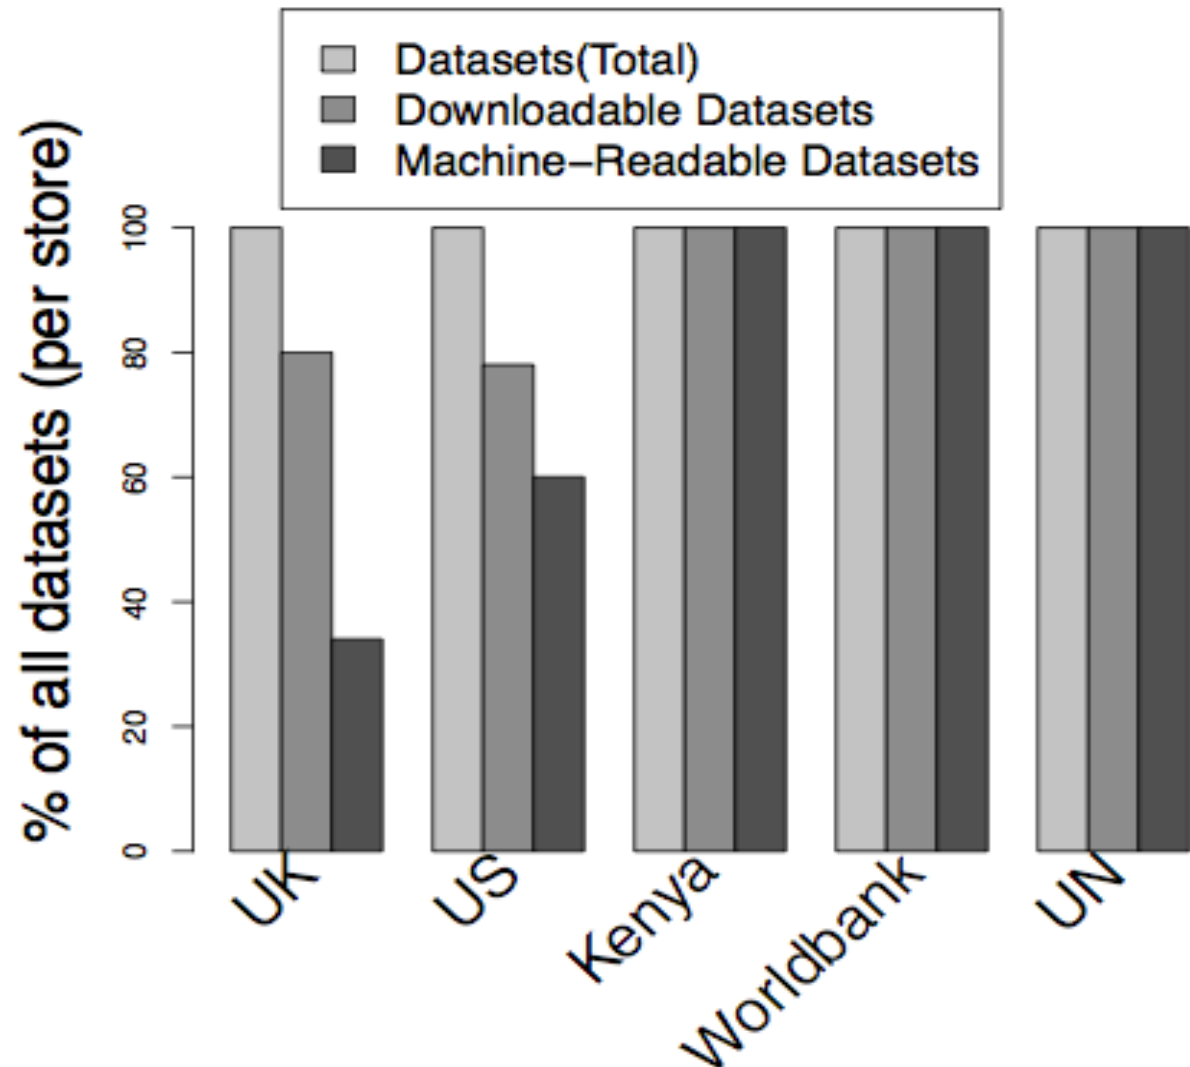 Datasets(Total)
Downloadable Datasets
Machine−Readable Datasets
% of all datasets (per store)
100
80
60
40
20
0
UK
US
Kenya
Worldbank
UN